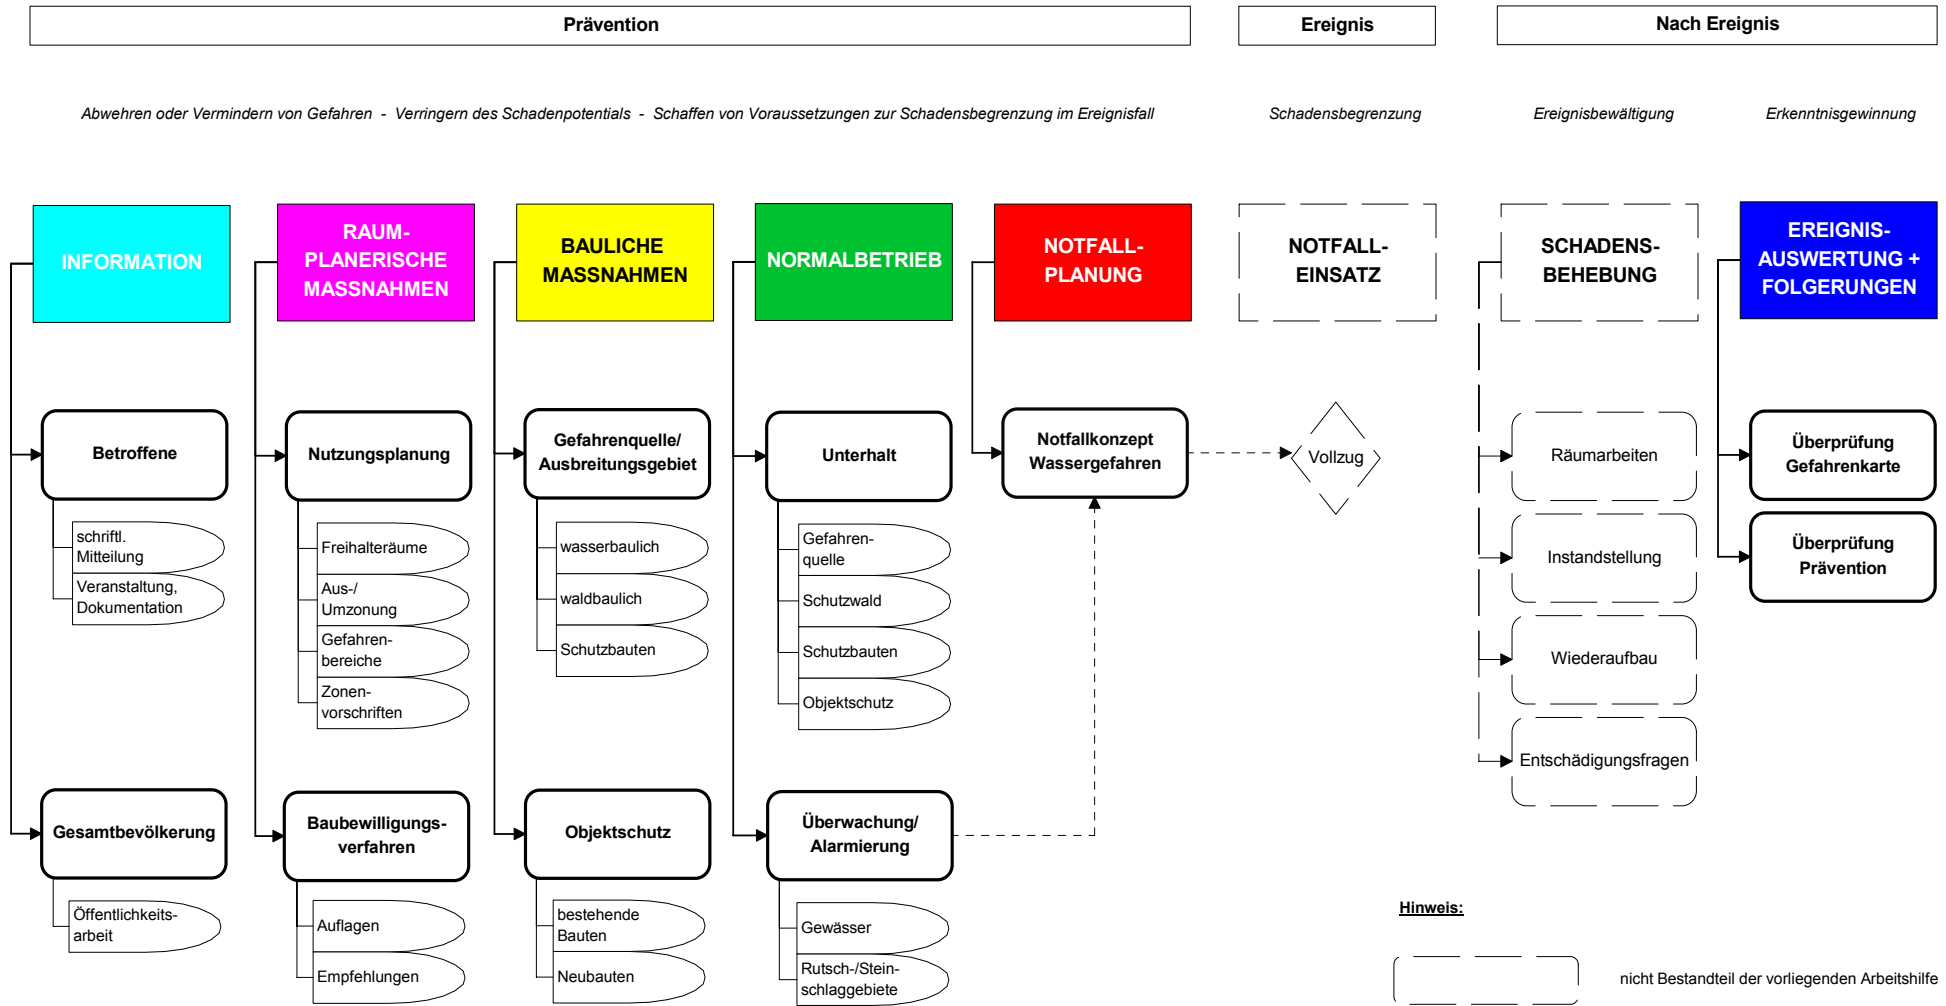 Prävention
Ereignis
Nach Ereignis
Abwehren oder Vermindern von Gefahren - Verringern des Schadenpotentials - Schaffen von Voraussetzungen zur Schadensbegrenzung im Ereignisfall
Schadensbegrenzung
Ereignisbewältigung
Erkenntnisgewinnung
INFORMATION
RAUM-
PLANERISCHE
MASSNAHMEN
BAULICHE
MASSNAHMEN
NORMALBETRIEB
NOTFALL-
PLANUNG
NOTFALL-
EINSATZ
SCHADENS-
BEHEBUNG
EREIGNIS-
AUSWERTUNG +
FOLGERUNGEN
Betroffene
schriftl.
Mitteilung
Veranstaltung,
Dokumentation
Gesamtbevölkerung
Öffentlichkeits-
arbeit
Nutzungsplanung
Freihalteräume
Aus-/
Umzonung
Gefahren-
bereiche
Zonen-
vorschriften
Baubewilligungs-
verfahren
Auflagen
Empfehlungen
Gefahrenquelle/
Ausbreitungsgebiet
wasserbaulich
waldbaulich
Schutzbauten
Objektschutz
bestehende
Bauten
Neubauten
Unterhalt
Gefahren-
quelle
Schutzwald
Schutzbauten
Objektschutz
Überwachung/
Alarmierung
Gewässer
Rutsch-/Stein-
schlaggebiete
Notfallkonzept
Wassergefahren
Vollzug
Räumarbeiten
Instandstellung
Wiederaufbau
Entschädigungsfragen
Überprüfung
Gefahrenkarte
Überprüfung
Prävention
Hinweis:
nicht Bestandteil der vorliegenden Arbeitshilfe